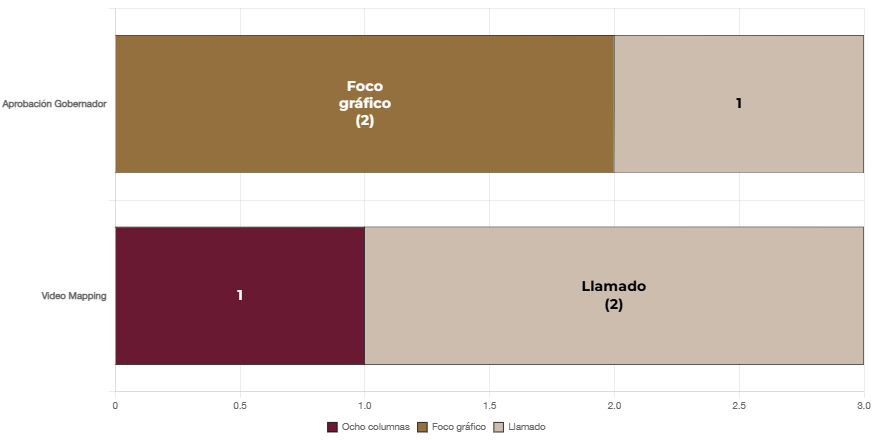 Aprobación Gobernador
Foco
gráfico
(2)
1
Video Mapping
1
Llamado
(2)
0
0.5
1.0
1.5
2.0
2.5
3.0
Ocho columnas
Foco gráfico
Llamado